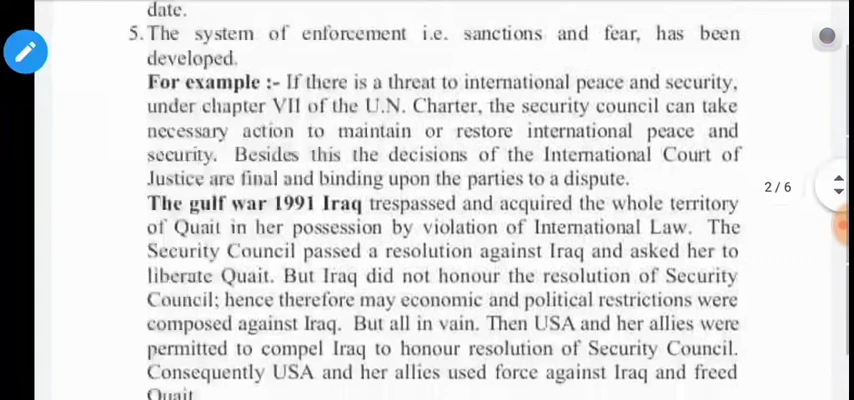 date.
5. The system of enforcement i.e. sanctions and fear, has been
developed.
For example :- If there is a threat to international peace and security,
under chapter VII of the U.N. Charter, the security council can take
necessary action to maintain or restore international peace and
security. Besides this the decisions of the International Court of
Justice are final and binding upon the parties to a dispute.
The gulf war 1991 Iraq trespassed and acquired the whole territory
of Quait in her possession by violation of International Law. The
Security Council passed a resolution against Iraq and asked her to
liberate Quait. But Iraq did not honour the resolution of Security
Council; hence therefore may economic and political restrictions were
composed against Iraq. But all in vain. Then USA and her allies were
permitted to compel Iraq to honour resolution of Security Council.
Consequently USA and her allies used force against Iraq and freed
Quait
2 / 6